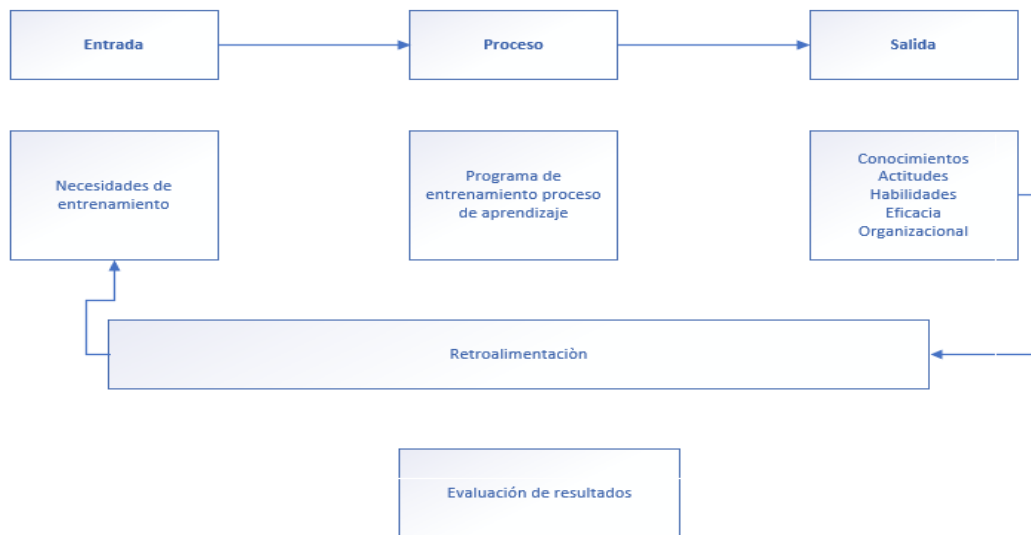 Entrada
Proceso
Salida
Necesidades de
entrenamiento
Programa de
entrenamiento proceso
de aprendizaje
Conocimientos
Actitudes
Habilidades
Eficacia
Organizacional
Retroalimentaciòn
Evaluación de resultados